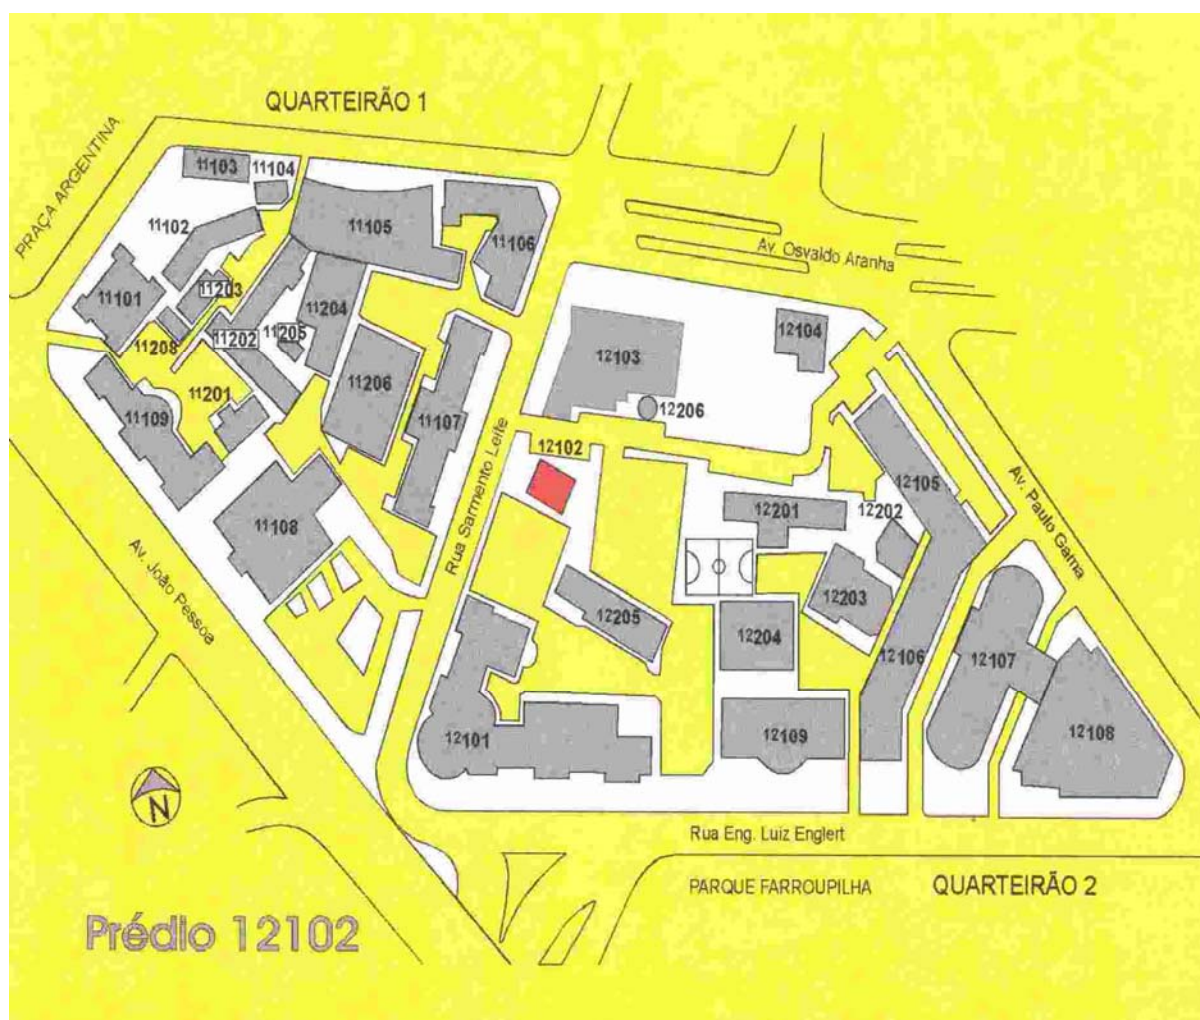 QUARTEIRÃO 1
PRAÇA ARGENTINA
11103
11104
11102
11105
11106
11101
11203
11204
11208
11202
11205
11206
11201
11109
11107
11108
Av. Osvaldo Aranha
12104
12103
12206
12102
Rua Sarmento Leite
12105
12201
12202
Av. Paulo Gama
Av. João Pessoa
12203
12205
12204
12106
12107
12101
12109
12108
N
Rua Eng. Luiz Englert
PARQUE FARROUPILHA
QUARTEIRÃO 2
Prédio 12102